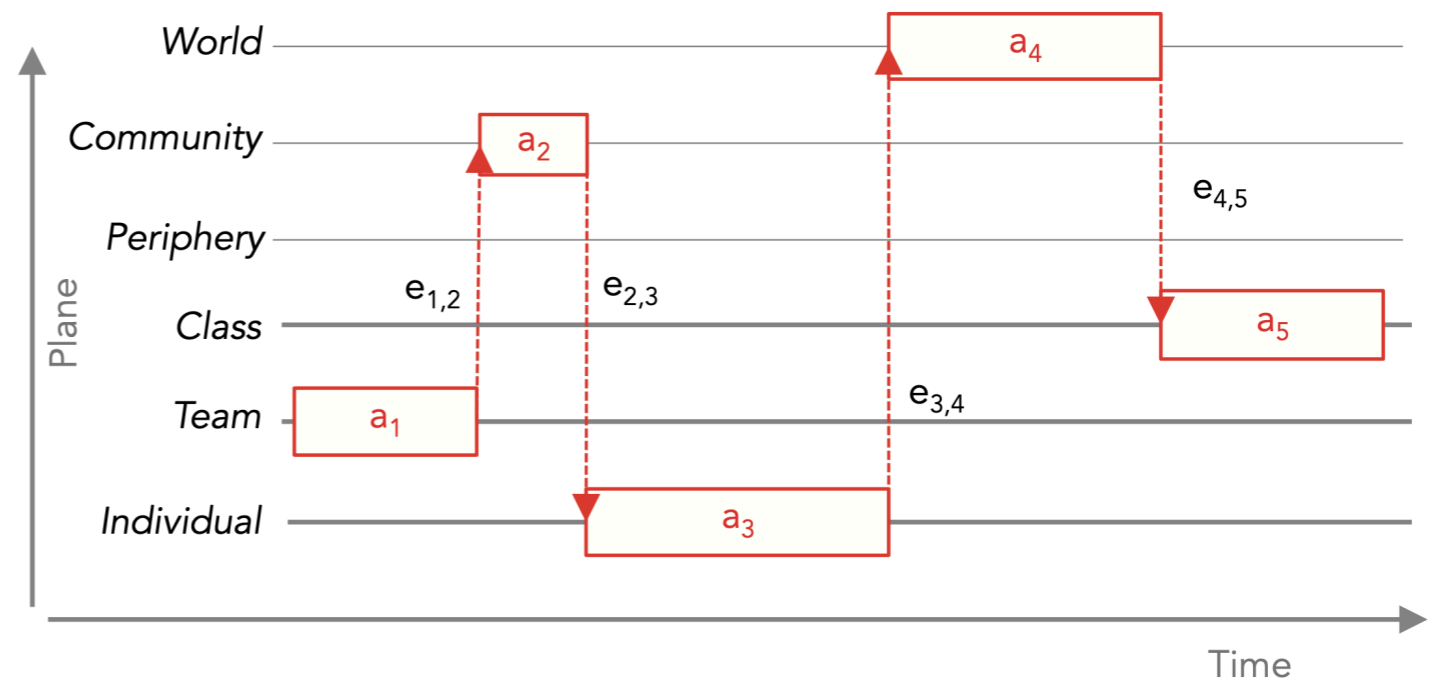 World
a4
Community
a2
e4,5
Periphery
e1,2
e2,3
Plane
Class
a5
e3,4
Team
a1
Individual
a3
Time